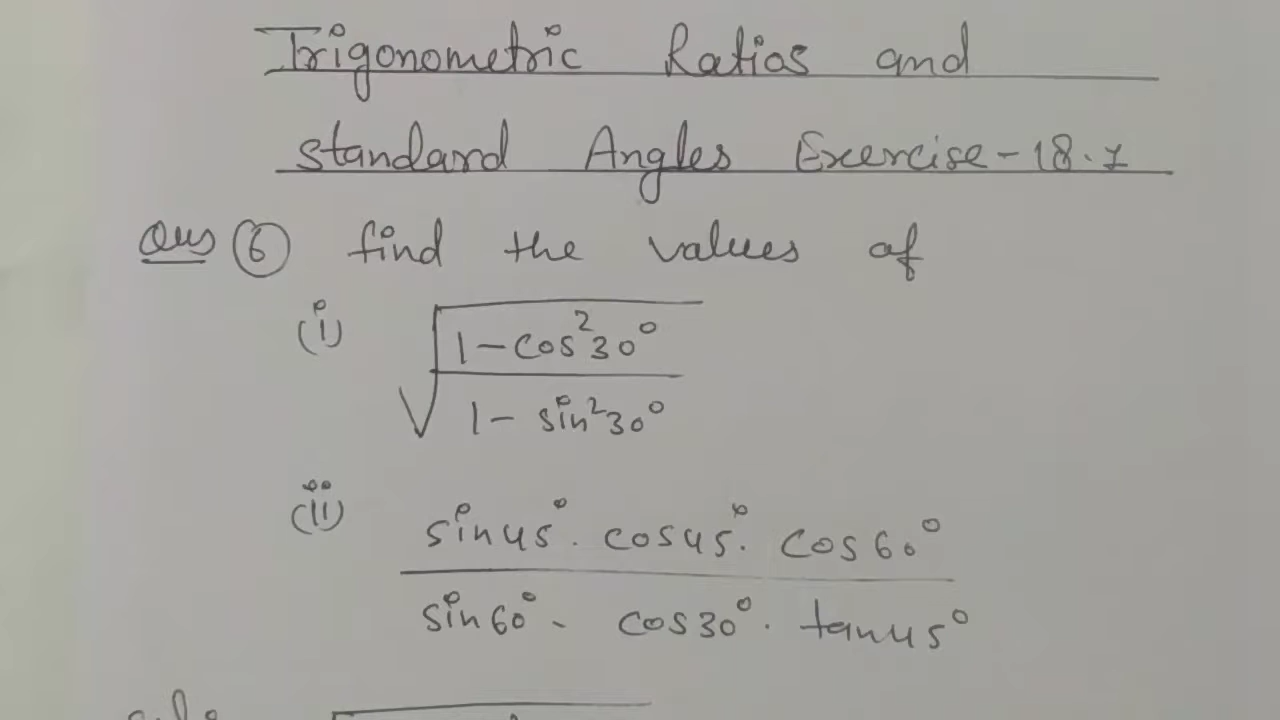 Trigonometric Ratios and
standard Angles Exercise-18.1
Ques 6 find the values of
(i) √(1-cos²30° / 1-sin²30°)
(ii) sin45°. cos45°. cos60°
sin60°. cos30°. tan45°